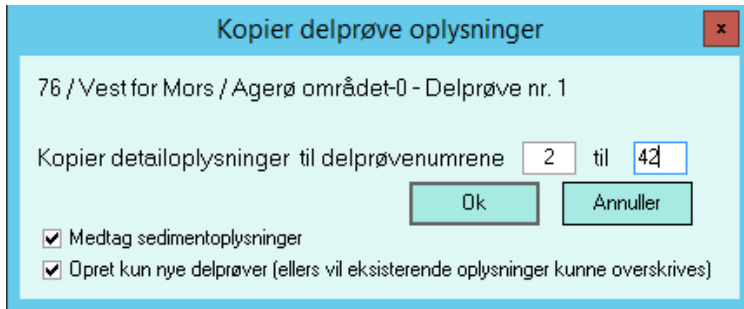 Kopier delprøve oplysninger
x
76 / Vest for Mors / Agerø området-0 - Delprøve nr. 1
Kopier detailoplysninger til delprøvenumrene 2 til 42
Ok Annuller
Medtag sedimentoplysninger
Opret kun nye delprøver (ellers vil eksisterende oplysninger kunne overskrives)